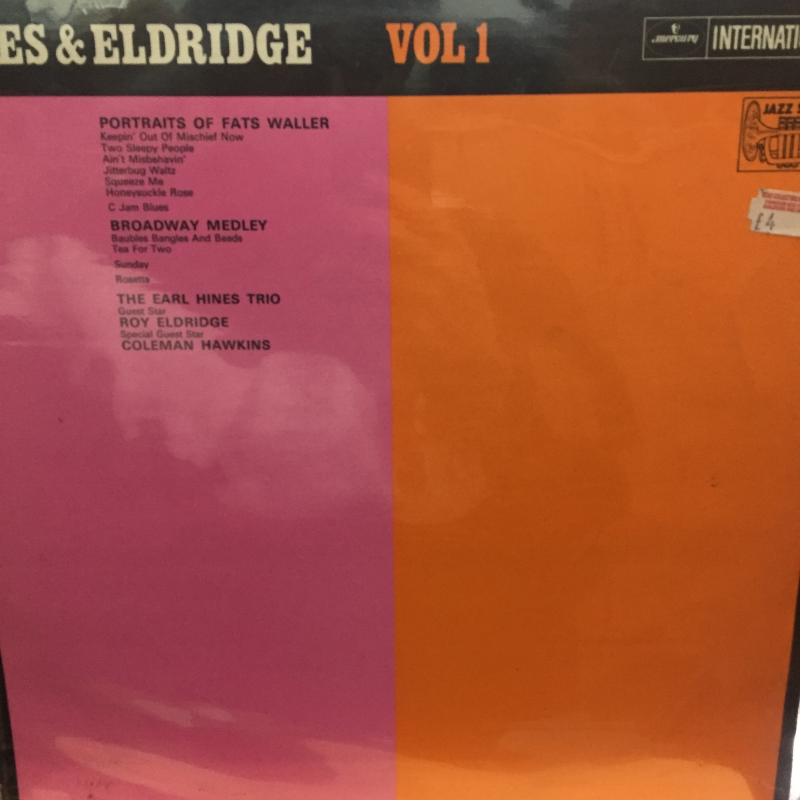 ES & ELDRIDGE VOL 1
mercury INTERNATI
JAZZ
£4
PORTRAITS OF FATS WALLER
Keepin' Out Of Mischief Now
Two Sleepy People
Ain't Misbehavin'
Jitterbug Waltz
Squeeze Me
Honeysuckle Rose
C Jam Blues
BROADWAY MEDLEY
Baubles Bangles And Beads
Tea For Two
Sunday
Rosetta
THE EARL HINES TRIO
Guest Star
ROY ELDRIDGE
Special Guest Star
COLEMAN HAWKINS